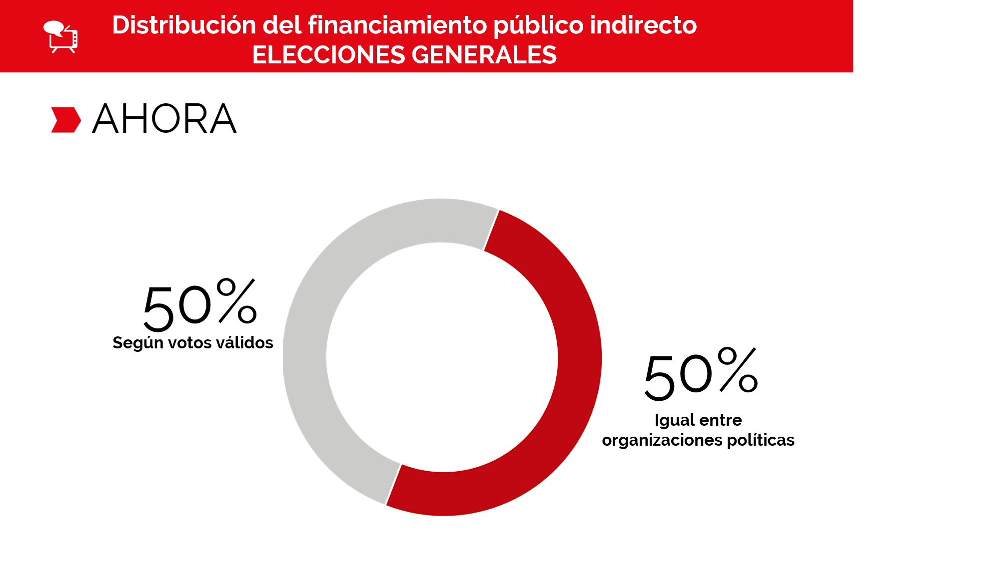 Distribución del financiamiento público indirecto
ELECCIONES GENERALES
AHORA
50%
Según votos válidos
50%
Igual entre
organizaciones políticas